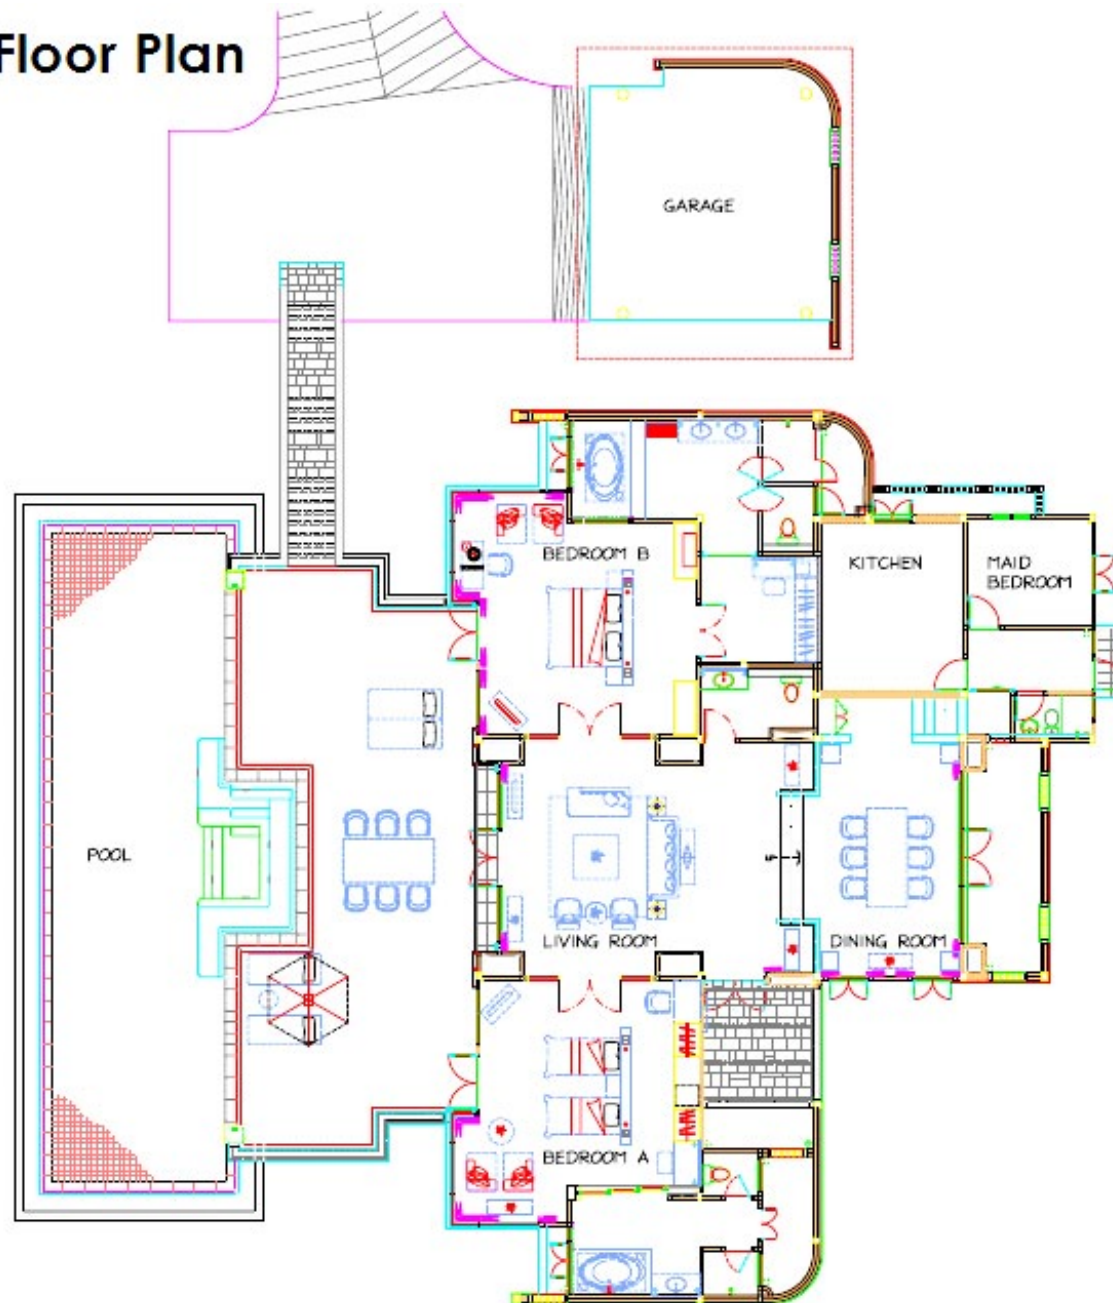 Floor Plan
GARAGE
BEDROOM B
KITCHEN
MAID
BEDROOM
POOL
LIVING ROOM
DINING ROOM
BEDROOM A